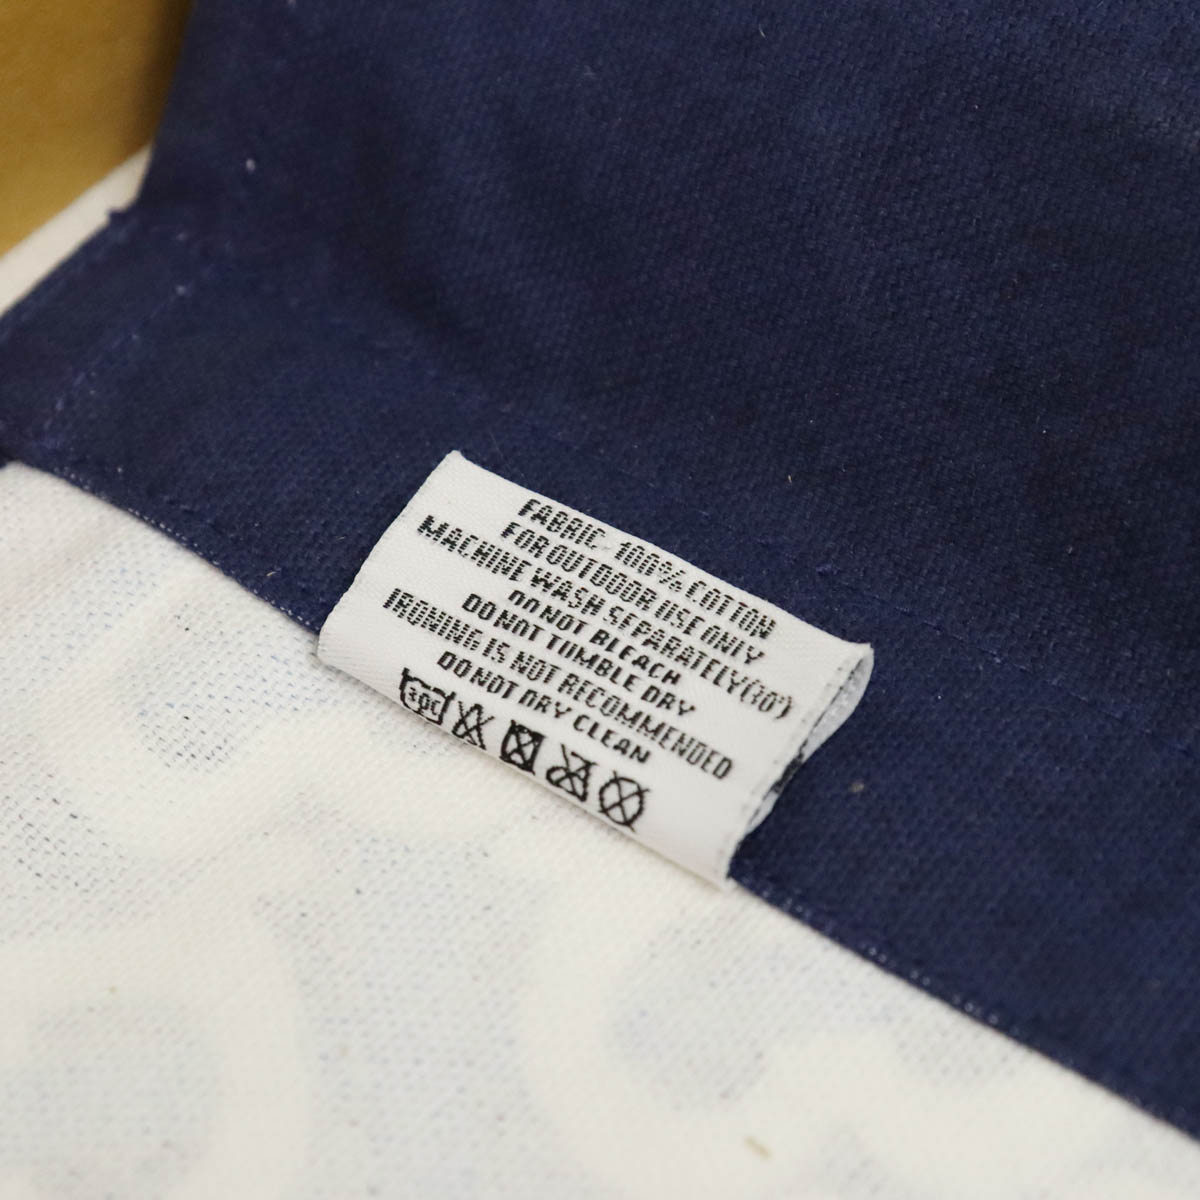 FABRIC: 100% COTTON
FOR OUTDOOR USE ONLY
MACHINE WASH SEPARATELY(30°)
DO NOT BLEACH
DO NOT TUMBLE DRY
IRONING IS NOT RECOMMENDED
DO NOT DRY CLEAN
30C